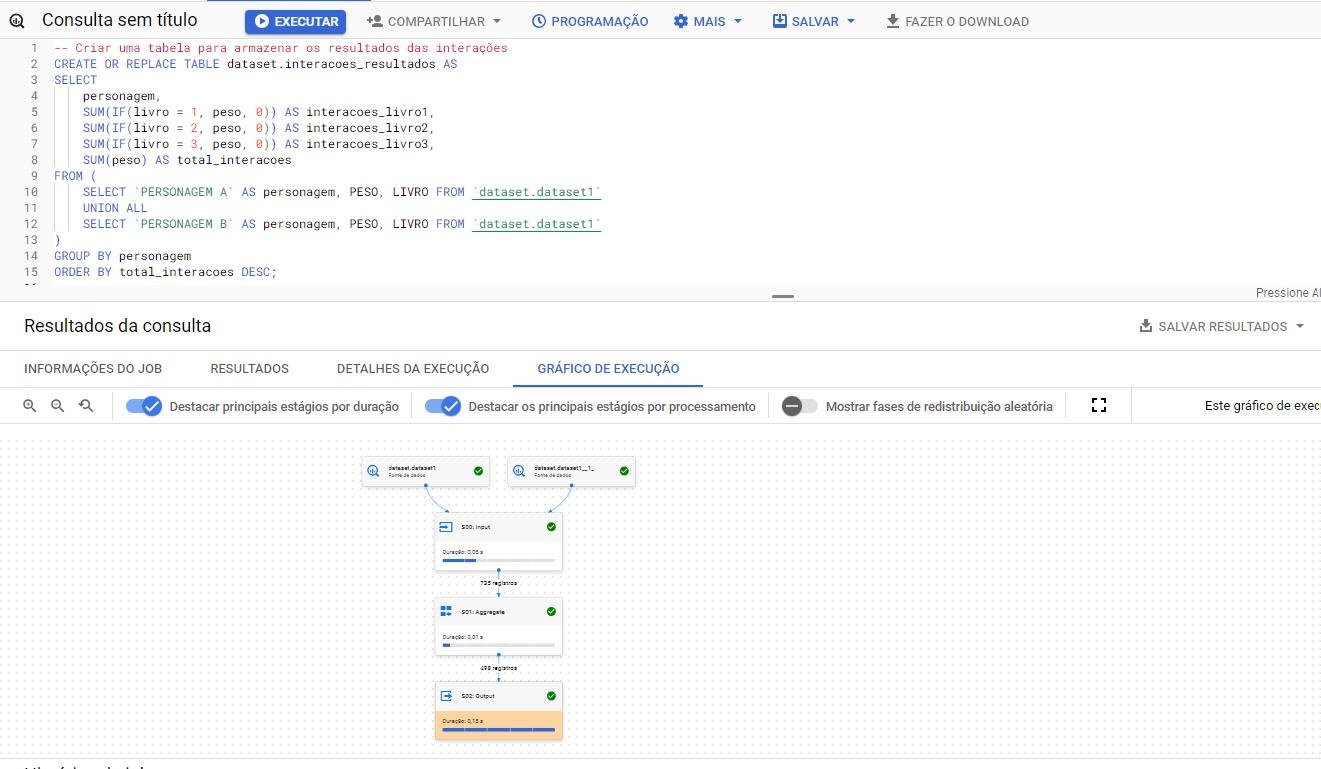 Consulta sem título EXECUTAR COMPARTILHAR PROGRAMAÇÃO MAIS SALVAR FAZER O DOWNLOAD
1 -- Criar uma tabela para armazenar os resultados das interações
2 CREATE OR REPLACE TABLE dataset.interacoes_resultados AS
3 SELECT
4 personagem,
5 SUM(IF(livro = 1, peso, 0)) AS interacoes_livro1,
6 SUM(IF(livro = 2, peso, 0)) AS interacoes_livro2,
7 SUM(IF(livro = 3, peso, 0)) AS interacoes_livro3,
8 SUM(peso) AS total_interacoes
9 FROM (
10 SELECT `PERSONAGEM A` AS personagem, PESO, LIVRO FROM `dataset.dataset1`
11 UNION ALL
12 SELECT `PERSONAGEM B` AS personagem, PESO, LIVRO FROM `dataset.dataset1`
13 )
14 GROUP BY personagem
15 ORDER BY total_interacoes DESC;
Pressione Al
Resultados da consulta SALVAR RESULTADOS
INFORMAÇÕES DO JOB RESULTADOS DETALHES DA EXECUÇÃO GRÁFICO DE EXECUÇÃO
Destacar principais estágios por duração Destacar os principais estágios por processamento Mostrar fases de redistribuição aleatória Este gráfico de exec
dataset.dataset1 dataset.dataset1__1_
Fonte de dados Fonte de dados
S00: Input
Duração: 0,05 s
735 registros
S01: Aggregate
Duração: 0,01 s
498 registros
S02: Output
Duração: 0,15 s